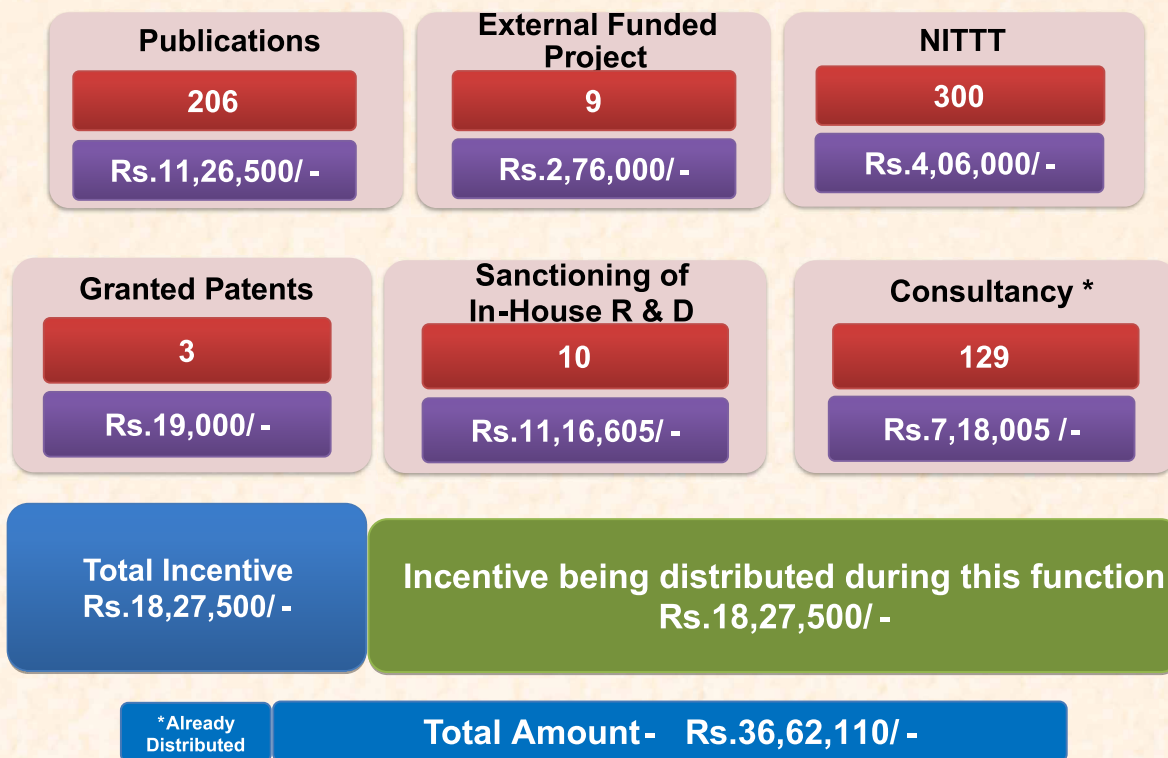 Publications
206
Rs.11,26,500/-
External Funded
Project
9
Rs.2,76,000/-
NITTT
300
Rs.4,06,000/-
Granted Patents
3
Rs.19,000/-
Sanctioning of
In-House R & D
10
Rs.11,16,605/-
Consultancy *
129
Rs.7,18,005 /-
Total Incentive
Rs.18,27,500/-
Incentive being distributed during this function
Rs.18,27,500/-
*Already
Distributed
Total Amount- Rs.36,62,110/-